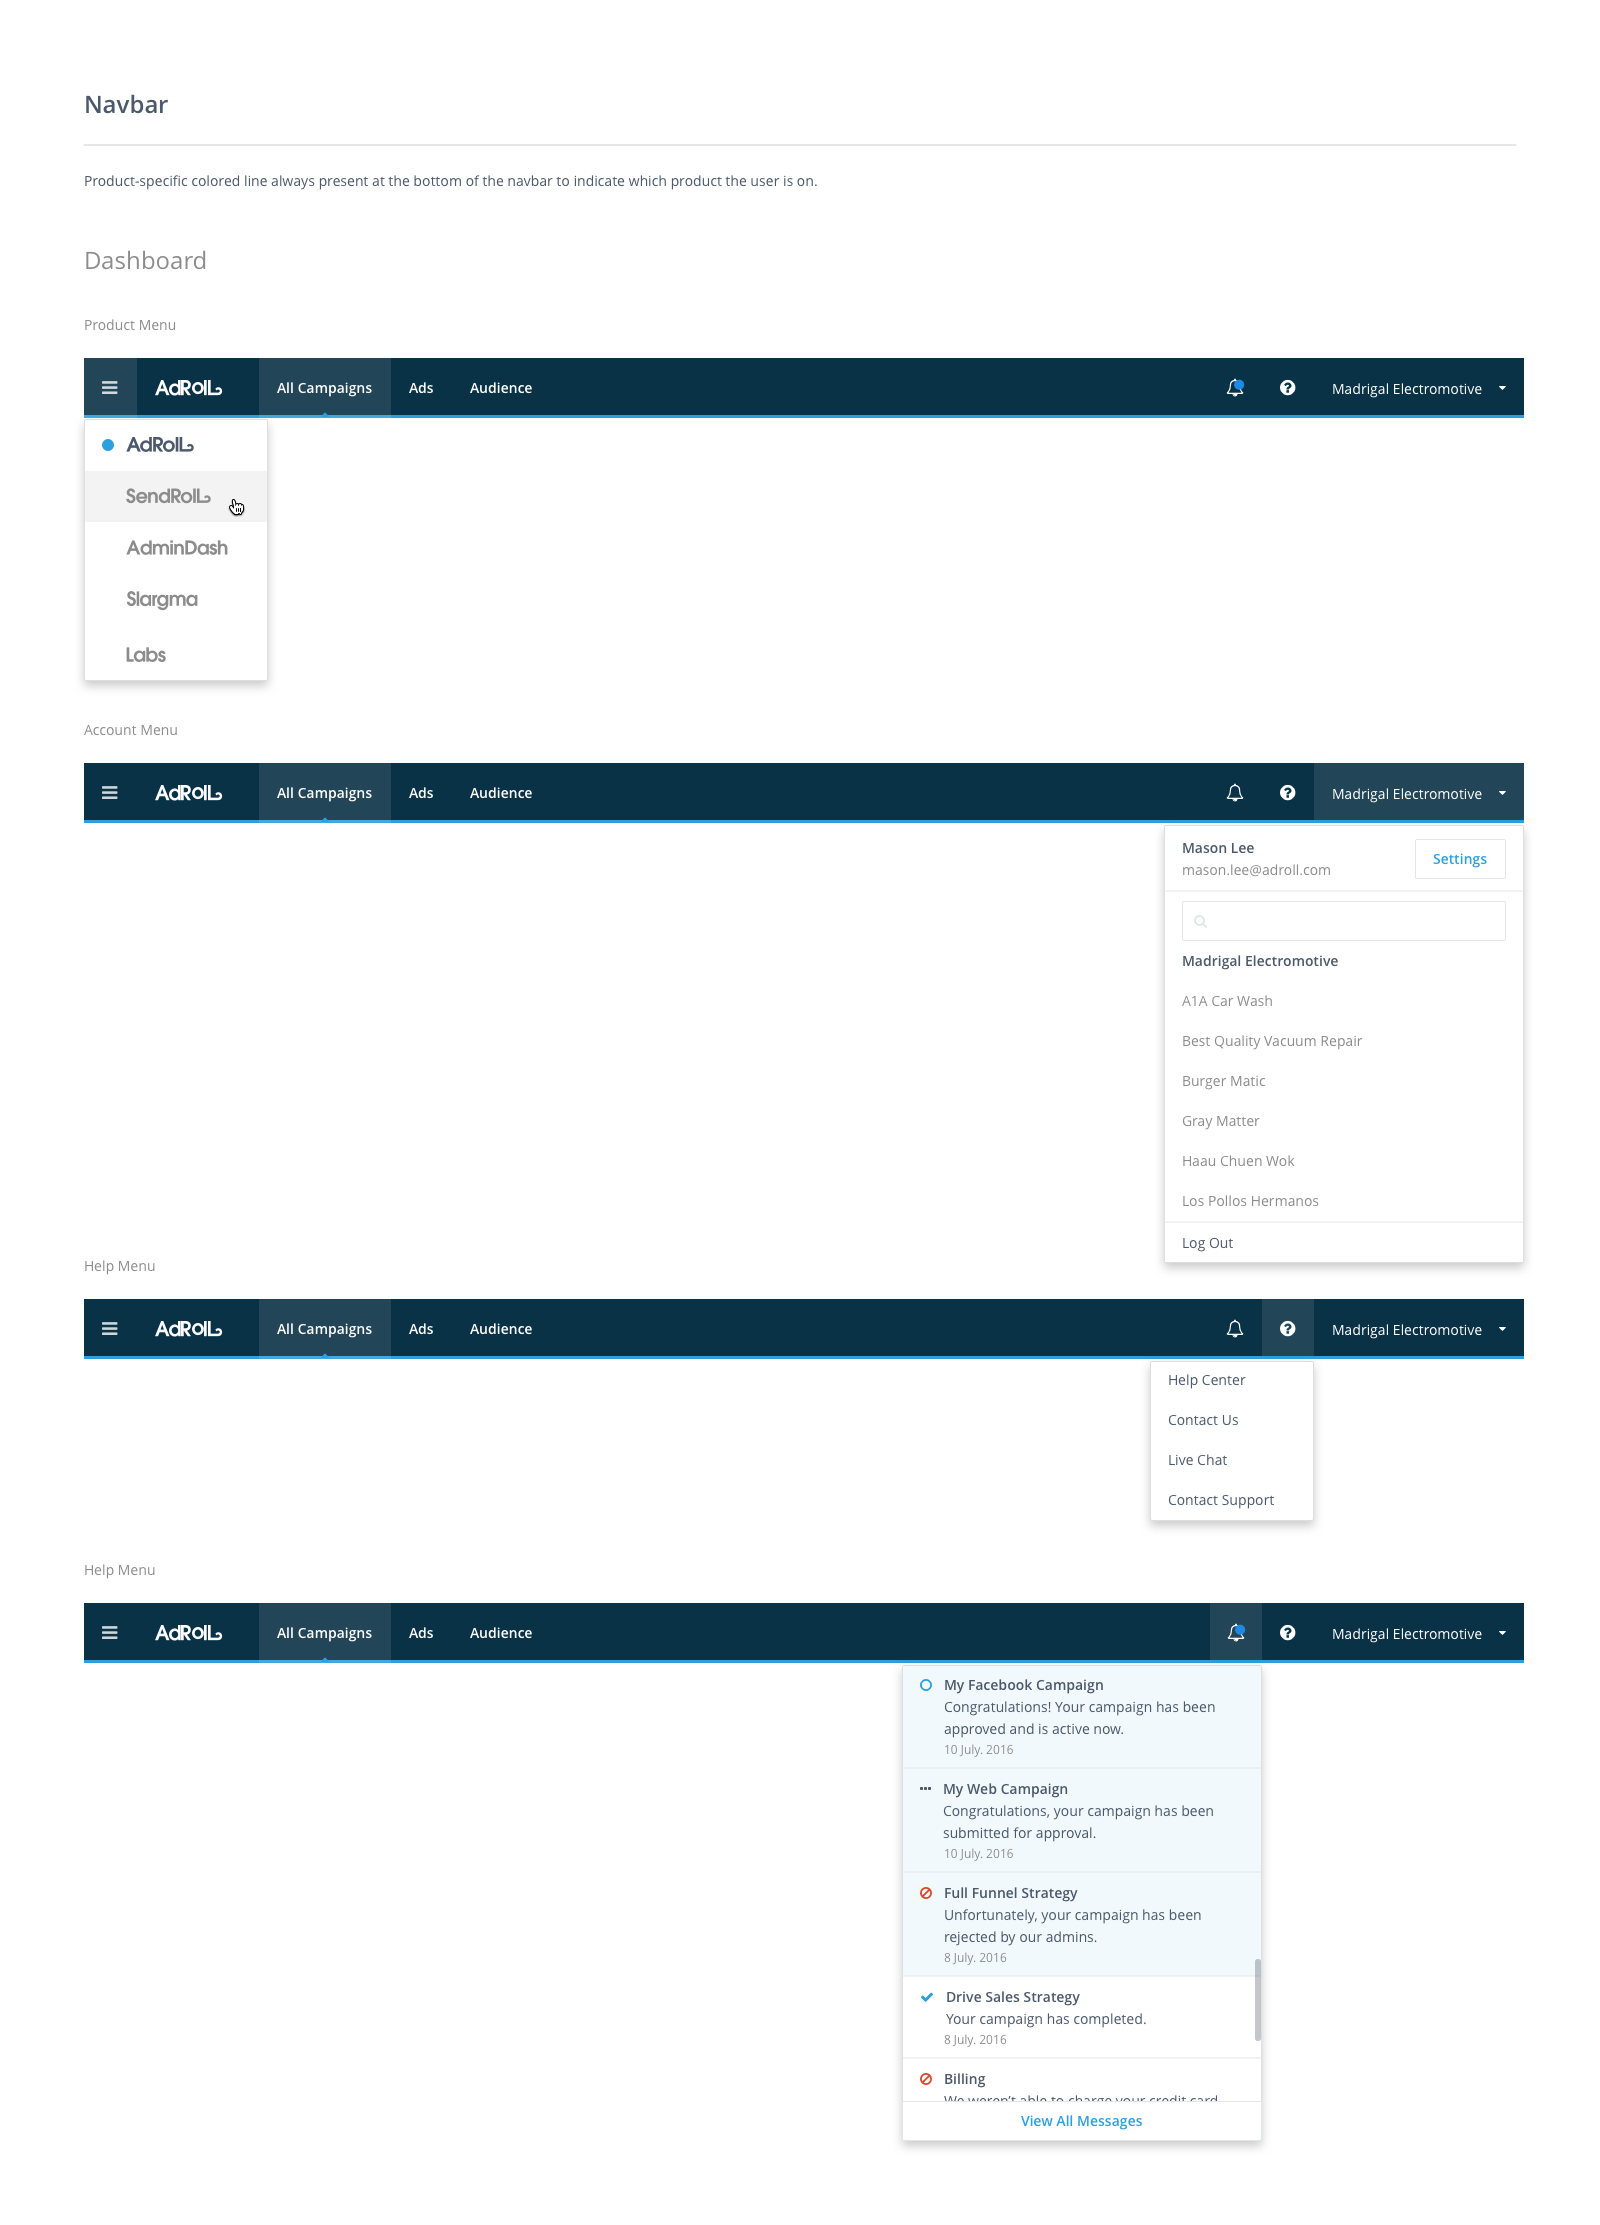 Navbar
Product-specific colored line always present at the bottom of the navbar to indicate which product the user is on.
Dashboard
Product Menu
AdRoll All Campaigns Ads Audience Madrigal Electromotive
AdRoll
SendRoll
AdminDash
Slargma
Labs
Account Menu
AdRoll All Campaigns Ads Audience Madrigal Electromotive
Mason Lee
mason.lee@adroll.com
Settings
Madrigal Electromotive
A1A Car Wash
Best Quality Vacuum Repair
Burger Matic
Gray Matter
Haau Chuen Wok
Los Pollos Hermanos
Log Out
Help Menu
AdRoll All Campaigns Ads Audience Madrigal Electromotive
Help Center
Contact Us
Live Chat
Contact Support
Help Menu
AdRoll All Campaigns Ads Audience Madrigal Electromotive
My Facebook Campaign
Congratulations! Your campaign has been
approved and is active now.
10 July. 2016
My Web Campaign
Congratulations, your campaign has been
submitted for approval.
10 July. 2016
Full Funnel Strategy
Unfortunately, your campaign has been
rejected by our admins.
8 July. 2016
Drive Sales Strategy
Your campaign has completed.
8 July. 2016
Billing
We weren't able to charge your credit card
View All Messages